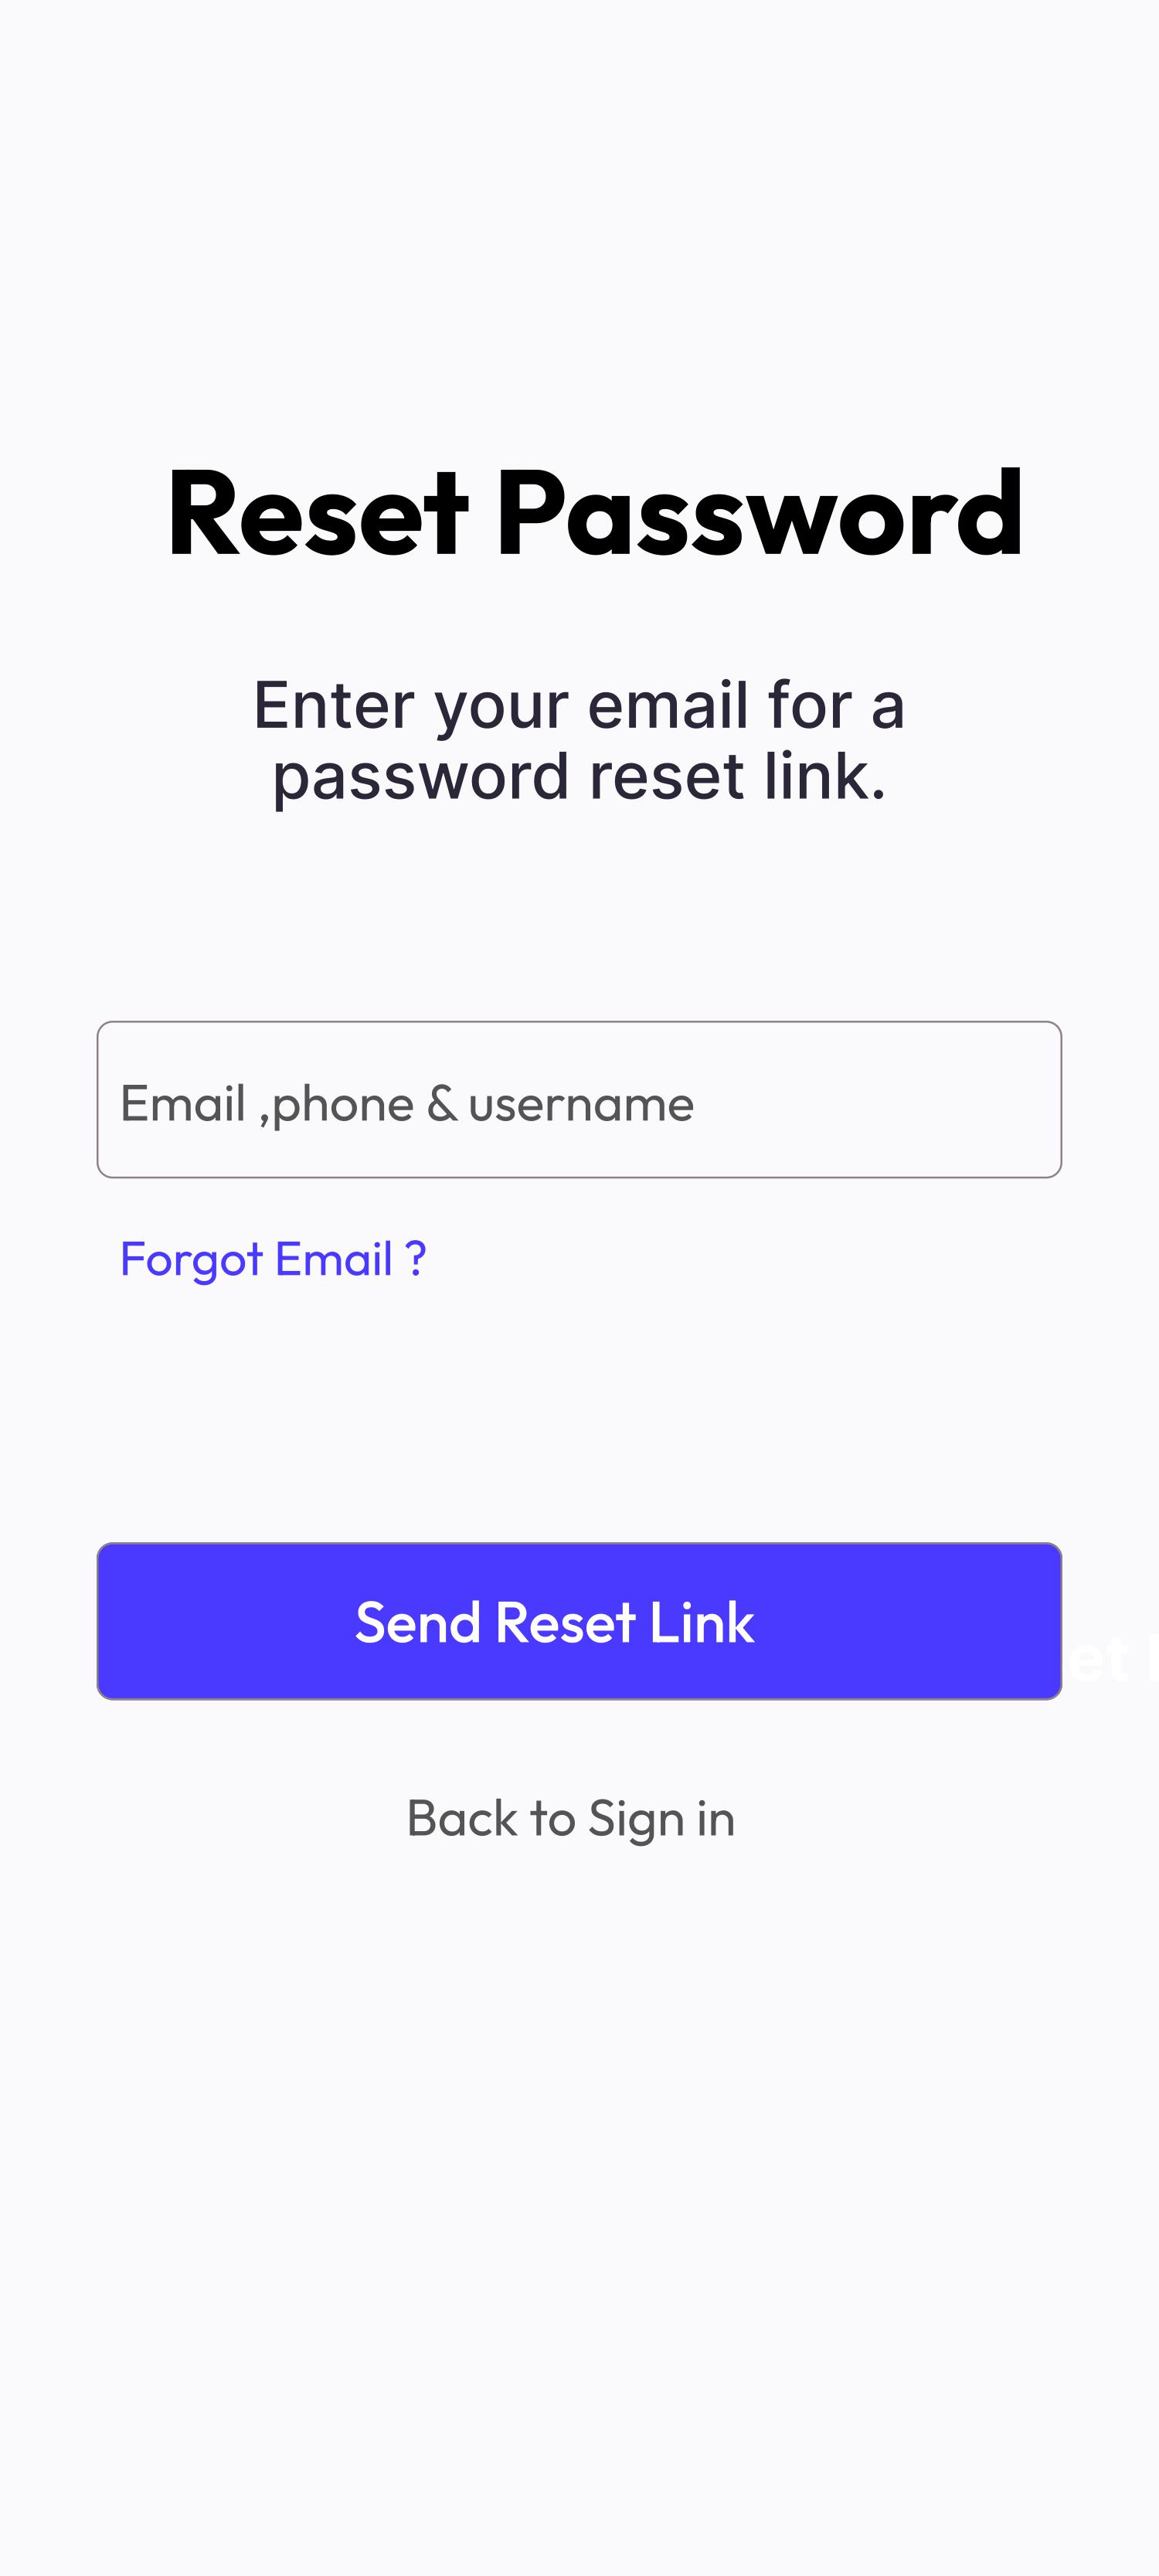 Reset Password
Enter your email for a
password reset link.
Email ,phone & username
Forgot Email ?
Send Reset Link
et
Back to Sign in